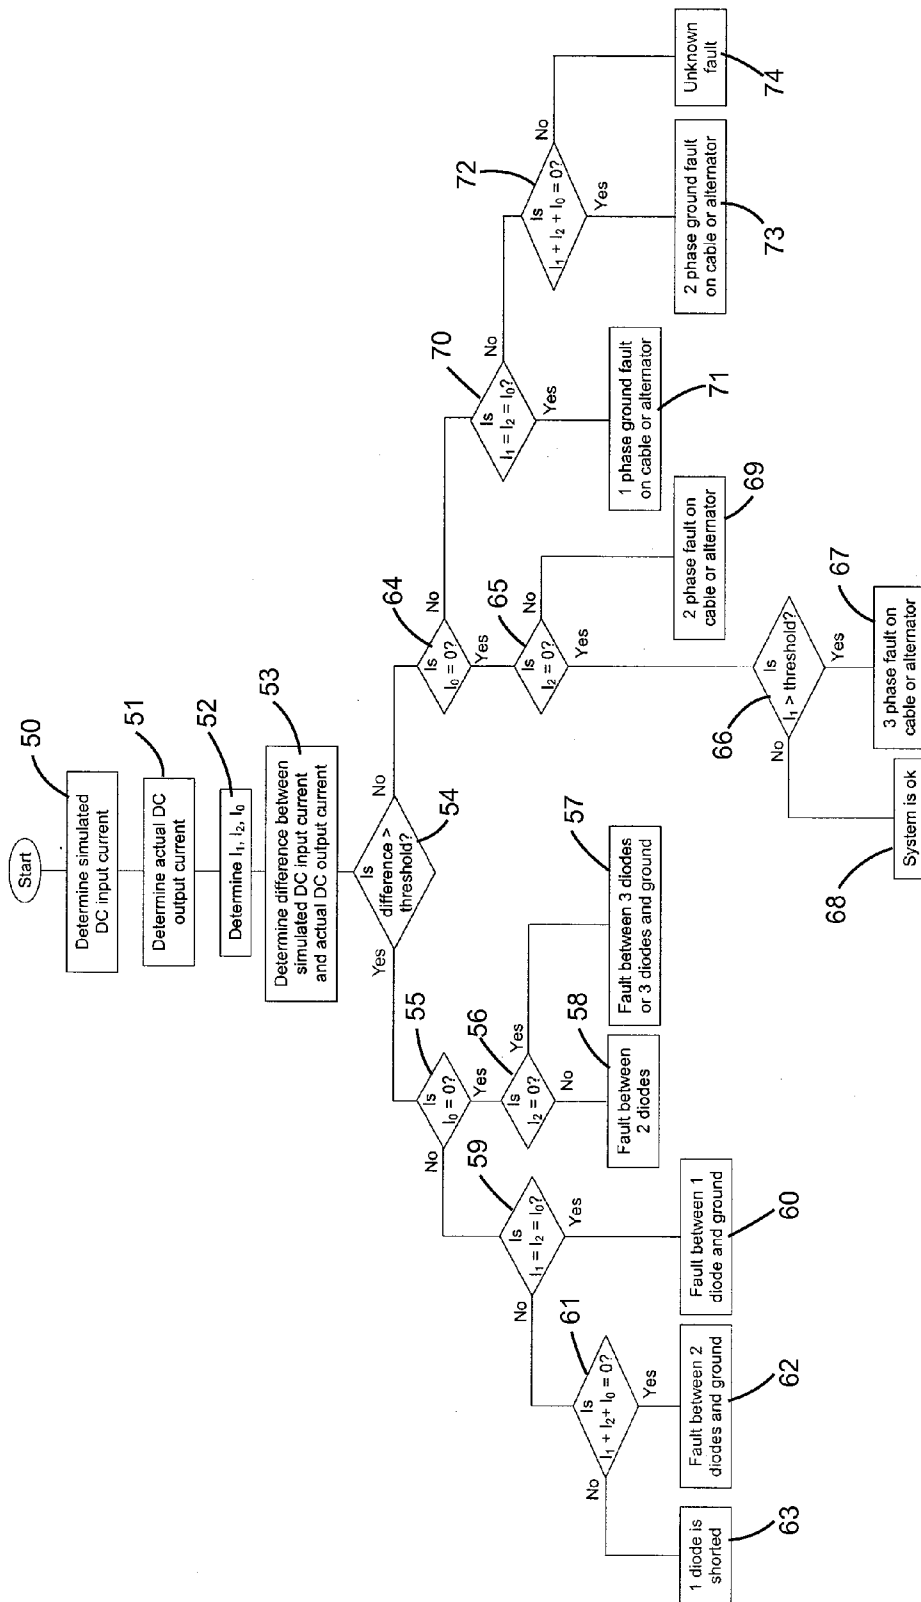 Start
50
Determine simulated
DC input current
51
Determine actual DC
output current
52
Determine I₁, I₂, I₀
53
Determine difference between
simulated DC input current
and actual DC output current
54
Is
difference >
threshold?
Yes
No
55
Is
I₀ = 0?
No
Yes
56
Is
I₂ = 0?
Yes
No
57
Fault between 3 diodes
or 3 diodes and ground
58
Fault between
2 diodes
59
Is
I₁ = I₂ = I₀?
No
Yes
60
Fault between 1
diode and ground
61
Is
I₁ + I₂ + I₀ = 0?
No
Yes
62
Fault between 2
diodes and ground
63
1 diode is
shorted
64
Is
I₀ = 0?
No
Yes
65
Is
I₂ = 0?
No
Yes
66
Is
I₁ > threshold?
No
Yes
67
3 phase fault on
cable or alternator
68
System is ok
69
2 phase fault on
cable or alternator
70
Is
I₁ = I₂ = I₀?
No
Yes
71
1 phase ground fault
on cable or alternator
72
Is
I₁ + I₂ + I₀ = 0?
No
Yes
73
2 phase ground fault
on cable or alternator
74
Unknown
fault